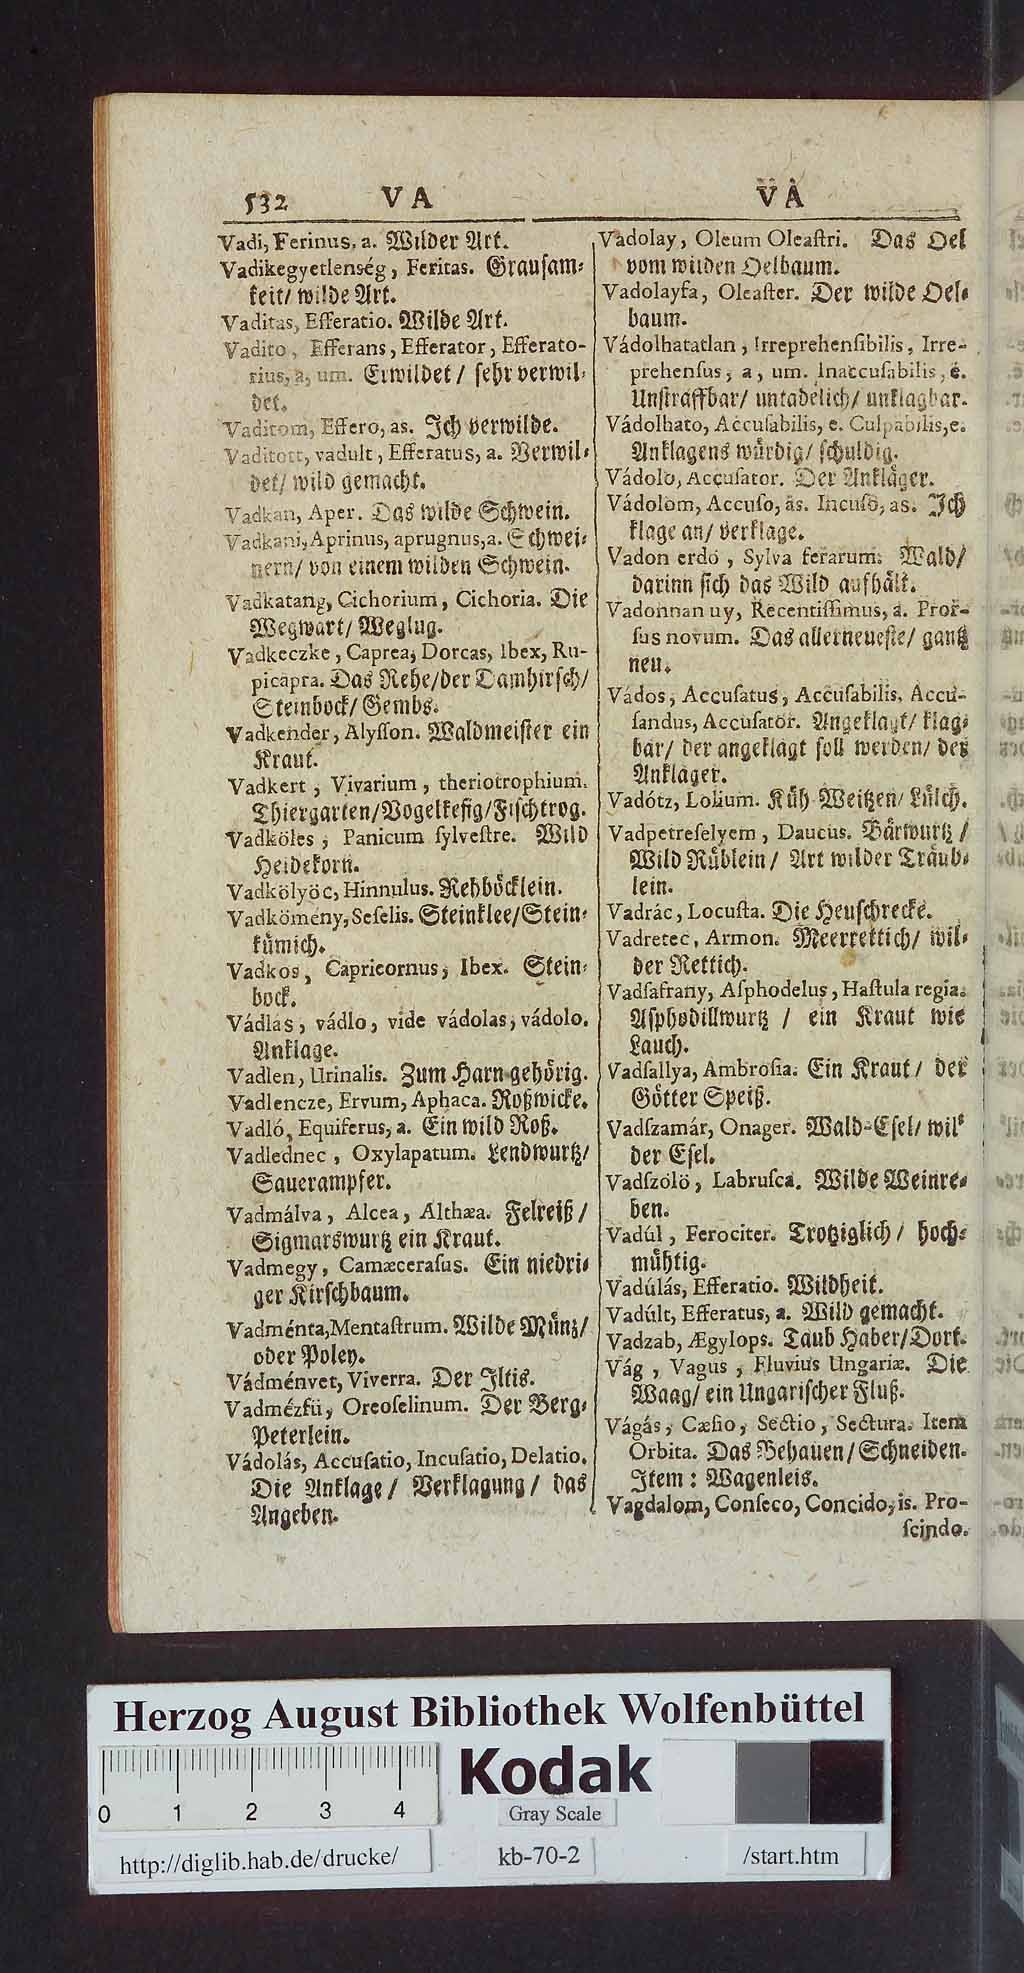 532 VA
Vadi, Ferinus, a. Wilder Art.
Vadikegyetlenség, Feritas. Grausam⸗
keit/ wilde Art.
Vaditas, Efferatio. Wilde Art.
Vadito, Efferans, Efferator, Efferato-
rius, a, um. Erwildet/ sehr verwil⸗
det.
Vaditom, Effero, as. Ich verwilde.
Vaditott, vadult, Efferatus, a. Verwil⸗
det/ wild gemacht.
Vadkan, Aper. Das wilde Schwein.
Vadkani, Aprinus, aprugnus, a. Schwei⸗
nern/ von einem wilden Schwein.
Vadkatang, Cichorium, Cichoria. Die
Wegwart/ Weglug.
Vadkeczke, Caprea, Dorcas, Ibex, Ru-
picapra. Das Rehe/ der Damhirsch/
Steinbock/ Gembs.
Vadkender, Alyſſon. Waldmeister ein
Kraut.
Vadkert, Vivarium, theriotrophium.
Thiergarten/ Vogelkefig/ Fischtrog.
Vadköles, Panicum ſylveſtre. Wild
Heidekorn.
Vadkölyöc, Hinnulus. Rehböcklein.
Vadkömény, Seſelis. Steinklee/ Stein⸗
kümich.
Vadkos, Capricornus, Ibex. Stein⸗
bock.
Vádlás, vádlo, vide vádolas, vádolo.
Anklage.
Vadlen, Urinalis. Zum Harn gehörig.
Vadlencze, Ervum, Aphaca. Roßwicke.
Vadló, Equiferus, a. Ein wild Roß.
Vadlednec, Oxylapatum. Lendwurtz/
Sauerampfer.
Vadmálva, Alcea, Althæa. Felreiß/
Sigmarswurtz ein Kraut.
Vadmegy, Camæceraſus. Ein niedri⸗
ger Kirschbaum.
Vadménta, Mentaſtrum. Wilde Müntz/
oder Poley.
Vádményet, Viverra. Der Iltis.
Vadmézfü, Oreoſelinum. Der Berg⸗
Peterlein.
Vádolás, Accuſatio, Incuſatio, Delatio.
Die Anklage/ Verklagung/ das
Angeben.
VÀ
Vadolay, Oleum Oleaſtri. Das Oel
vom wilden Oelbaum.
Vadolayfa, Oleaſter. Der wilde Oel⸗
baum.
Vádolhatatlan, Irreprehenſibilis, Irre-
prehenſus, a, um. Inaccuſabilis, e.
Unstraffbar/ untadelich/ unklagbar.
Vádolhato, Accuſabilis, e. Culpabilis, e.
Anklagens würdig/ schuldig.
Vádolò, Accuſator. Der Ankläger.
Vádolom, Accuſo, as. Incuſo, as. Ich
klage an/ verklage.
Vadon erdo, Sylva ferarum. Wald/
darinn sich das Wild aufhält.
Vadonnan uy, Recentiſſimus, a. Pror-
ſus novum. Das allerneueste/ gantz
neu.
Vádos, Accuſatus, Accuſabilis, Accu-
ſandus, Accuſator. Angeklagt/ klag⸗
bar/ der angeklagt soll werden/ der
Ankläger.
Vadótz, Lolium. Küh-Weitzen/ Lülch.
Vadpetreſelyem, Daucus. Bärwurtz/
Wild Rüblein/ Art wilder Träub⸗
lein.
Vadrác, Locuſta. Die Heuschrecke.
Vadretec, Armon. Meerrettich/ wil⸗
der Rettich.
Vadſafrany, Aſphodelus, Haſtula regia.
Asphodillwurtz/ ein Kraut wie
Lauch.
Vadſallya, Ambroſia. Ein Kraut/ der
Götter Speiß.
Vadſzamár, Onager. Wald-Esel/ wil⸗
der Esel.
Vadſzölö, Labruſca. Wilde Weinre⸗
ben.
Vadúl, Ferociter. Trotziglich/ hoch⸗
mühtig.
Vadúlás, Efferatio. Wildheit.
Vadúlt, Efferatus, a. Wild gemacht.
Vadzab, Ægylops. Taub Haber/ Dort.
Vág, Vagus, Fluvius Ungariæ. Die
Waag/ ein Ungarischer Fluß.
Vágás, Cæſio, Sectio, Sectura. Item
Orbita. Das Behauen/ Schneiden.
Item: Wagenleis.
Vagdalom, Conſeco, Concido, is. Pro-
ſcindo.
Herzog August Bibliothek Wolfenbüttel
0 1 2 3 4
Kodak
Gray Scale
http://diglib.hab.de/drucke/ kb-70-2 /start.htm